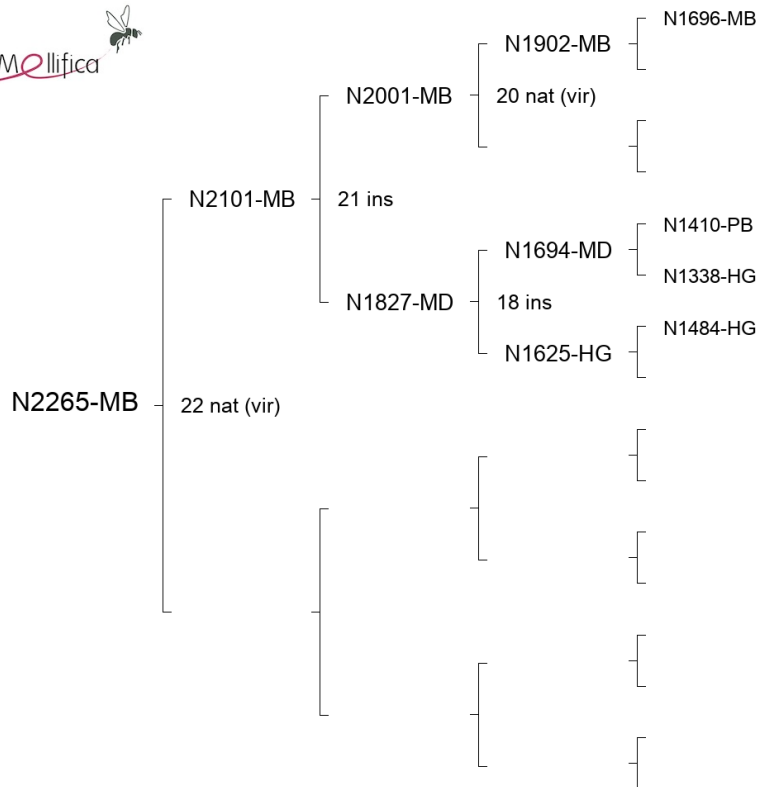 Mellifica
N1696-MB
N1902-MB
N2001-MB
20 nat (vir)
N2101-MB
21 ins
N1410-PB
N1694-MD
N1338-HG
N1827-MD
18 ins
N1484-HG
N1625-HG
N2265-MB
22 nat (vir)